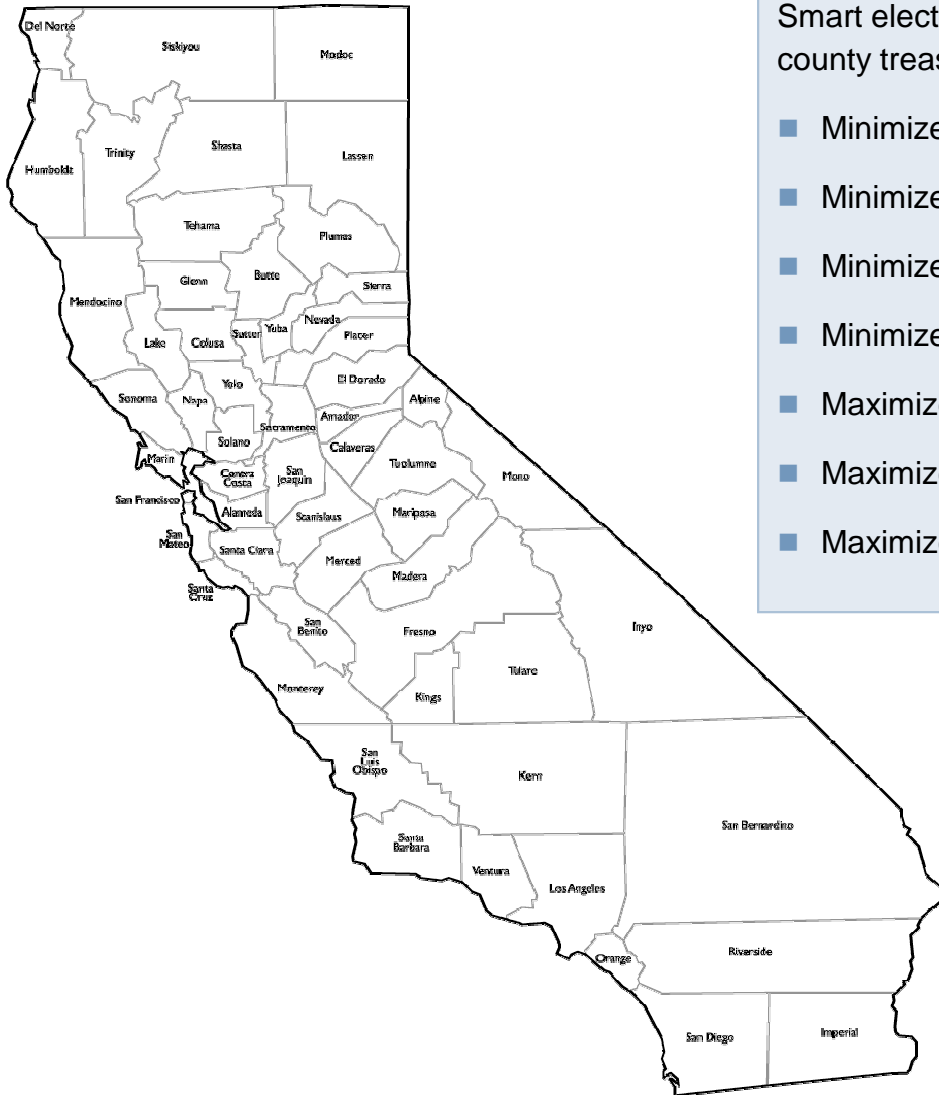 Del Norte
Siskiyou
Modoc
Humboldt
Trinity
Shasta
Lassen
Tehama
Plumas
Glenn
Butte
Sierra
Mendocino
Lake
Colusa
Sutter
Yuba
Nevada
Placer
Yolo
El Dorado
Sonoma
Napa
Sacramento
Amador
Alpine
Solano
Calaveras
Marin
Contra
Costa
San
Joaquin
Tuolumne
Mono
San Francisco
Alameda
Stanislaus
Mariposa
San
Mateo
Santa Clara
Merced
Madera
Santa
Cruz
San
Benito
Fresno
Inyo
Monterey
Kings
Tulare
San
Luis
Obispo
Kern
Santa
Barbara
Ventura
Los Angeles
San Bernardino
Orange
Riverside
San Diego
Imperial
Smart elect
county treas
Minimize
Minimize
Minimize
Minimize
Maximiz
Maximize
Maximize